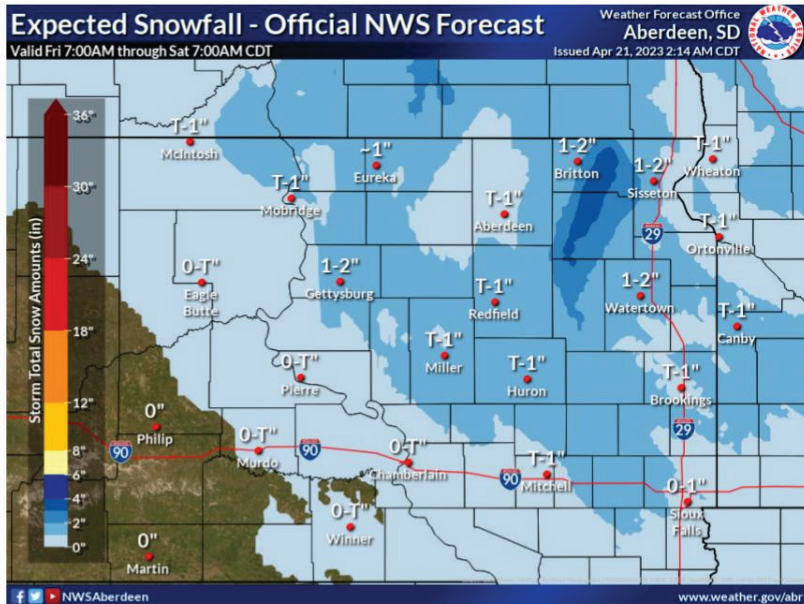 Expected Snowfall - Official NWS Forecast
Valid Fri 7:00AM through Sat 7:00AM CDT
Weather Forecast Office
Aberdeen, SD
Issued Apr 21, 2023 2:14 AM CDT
NATIONAL WEATHER SERVICE
Storm Total Snow Amounts (in)
36"
30"
24"
18"
12"
8"
6"
4"
2"
0"
T-1"
McIntosh
~1"
Eureka
1-2"
Britton
1-2"
Sisseton
T-1"
Wheaton
T-1"
Mobridge
T-1"
Aberdeen
29
T-1"
Ortonville
0-T"
Eagle
Butte
1-2"
Gettysburg
T-1"
Redfield
1-2"
Watertown
T-1"
Canby
0-T"
Pierre
T-1"
Miller
T-1"
Huron
T-1"
Brookings
0"
Philip
90
0-T"
Murdo
90
0-T"
Chamberlain
90
T-1"
Mitchell
29
0-1"
Sioux
Falls
0-T"
Winner
0"
Martin
NWSAberdeen
www.weather.gov/abr